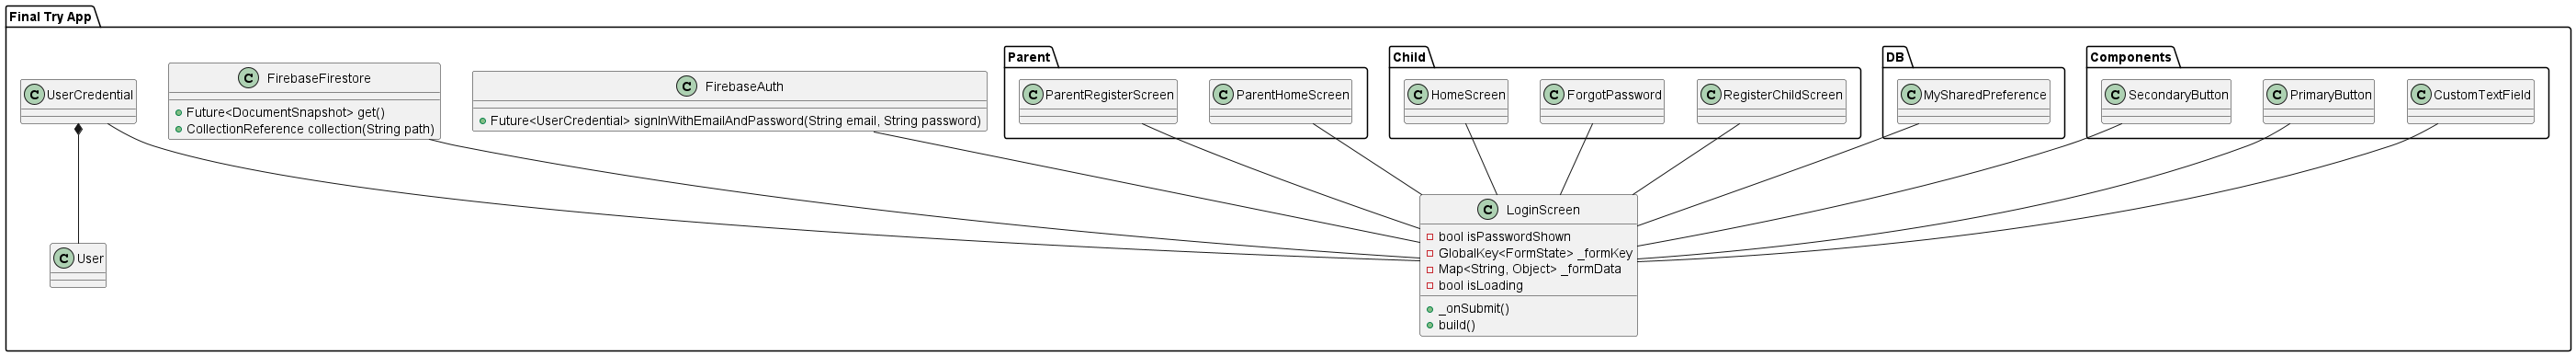 Final Try App
Parent
Child
DB
Components
C UserCredential
C FirebaseFirestore
Future<DocumentSnapshot> get()
CollectionReference collection(String path)
C FirebaseAuth
Future<UserCredential> signInWithEmailAndPassword(String email, String password)
C ParentRegisterScreen
C ParentHomeScreen
C HomeScreen
C ForgotPassword
C RegisterChildScreen
C MySharedPreference
C SecondaryButton
C PrimaryButton
C CustomTextField
C User
C LoginScreen
bool isPasswordShown
GlobalKey<FormState> _formKey
Map<String, Object> _formData
bool isLoading
_onSubmit()
build()